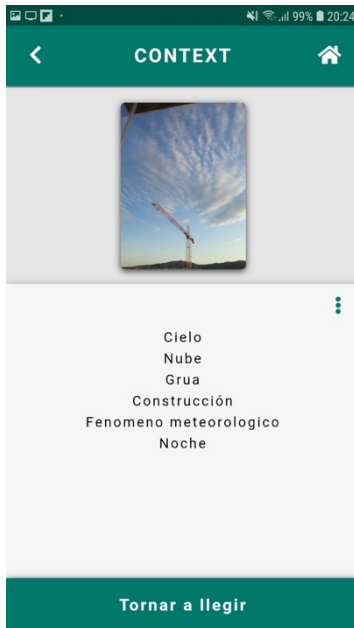 99% 20:24
CONTEXT
Cielo
Nube
Grua
Construcción
Fenomeno meteorologico
Noche
Tornar a llegir